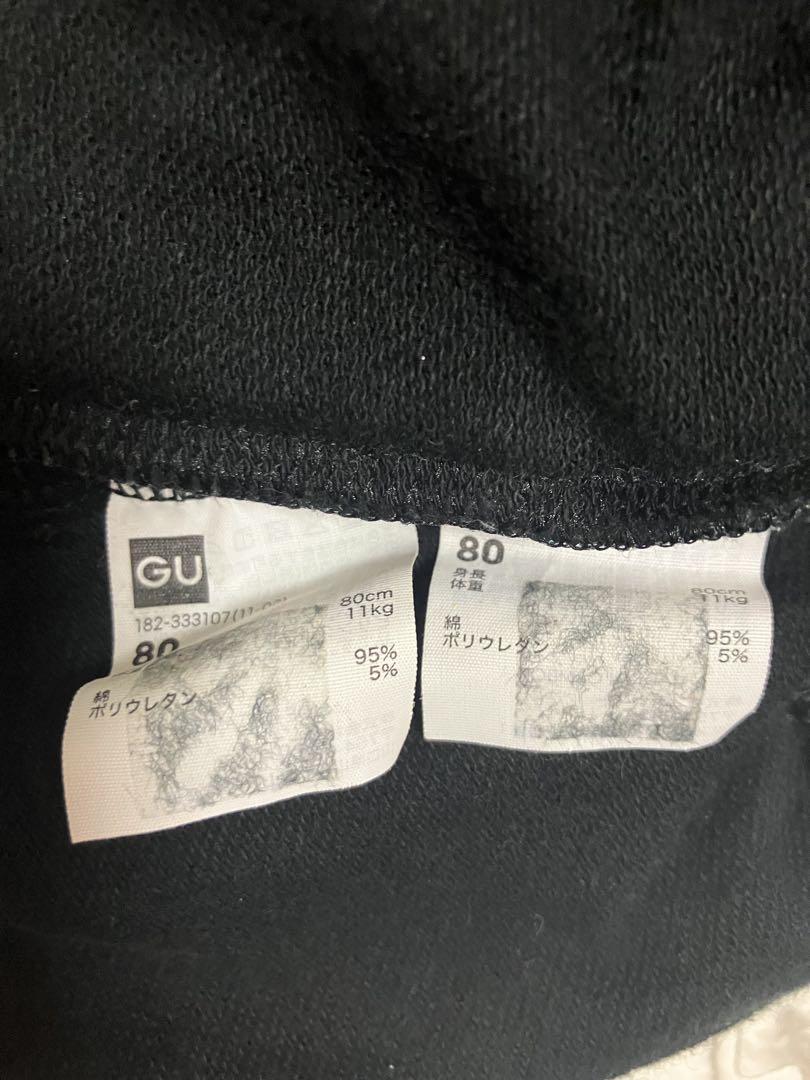 GU
182-333107(11-
80
80cm
11kg
綿 95%
ポリウレタン 5%
80
身長 80cm
体重 11kg
綿 95%
ポリウレタン 5%